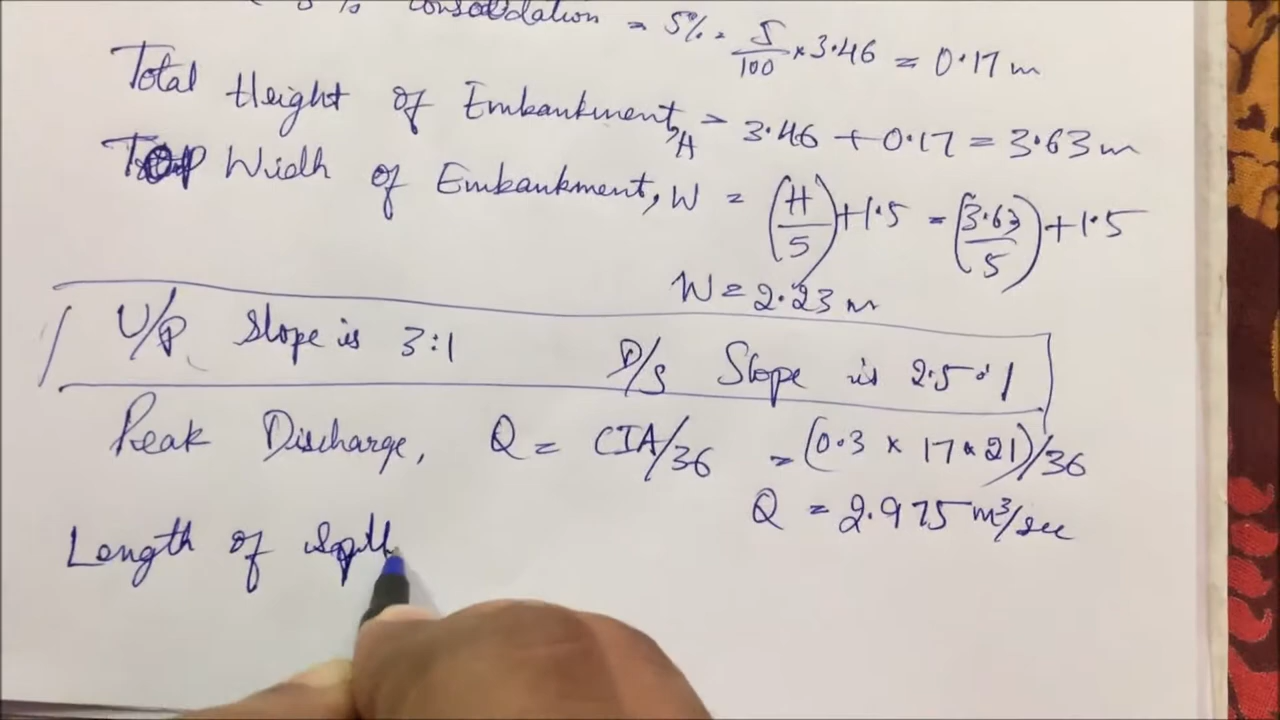 5% Consolidation = 5% = 5/100 × 3.46 = 0.17 m
Total Height of Embankment, H = 3.46 + 0.17 = 3.63 m
TOP Width of Embankment, W = (H/5) + 1.5 = (3.63/5) + 1.5
W = 2.23 m
U/S Slope is 3:1 D/S Slope is 2.5:1
Peak Discharge, Q = CIA/36 = (0.3 × 17 × 21)/36
Q = 2.975 m³/sec
Length of Spill